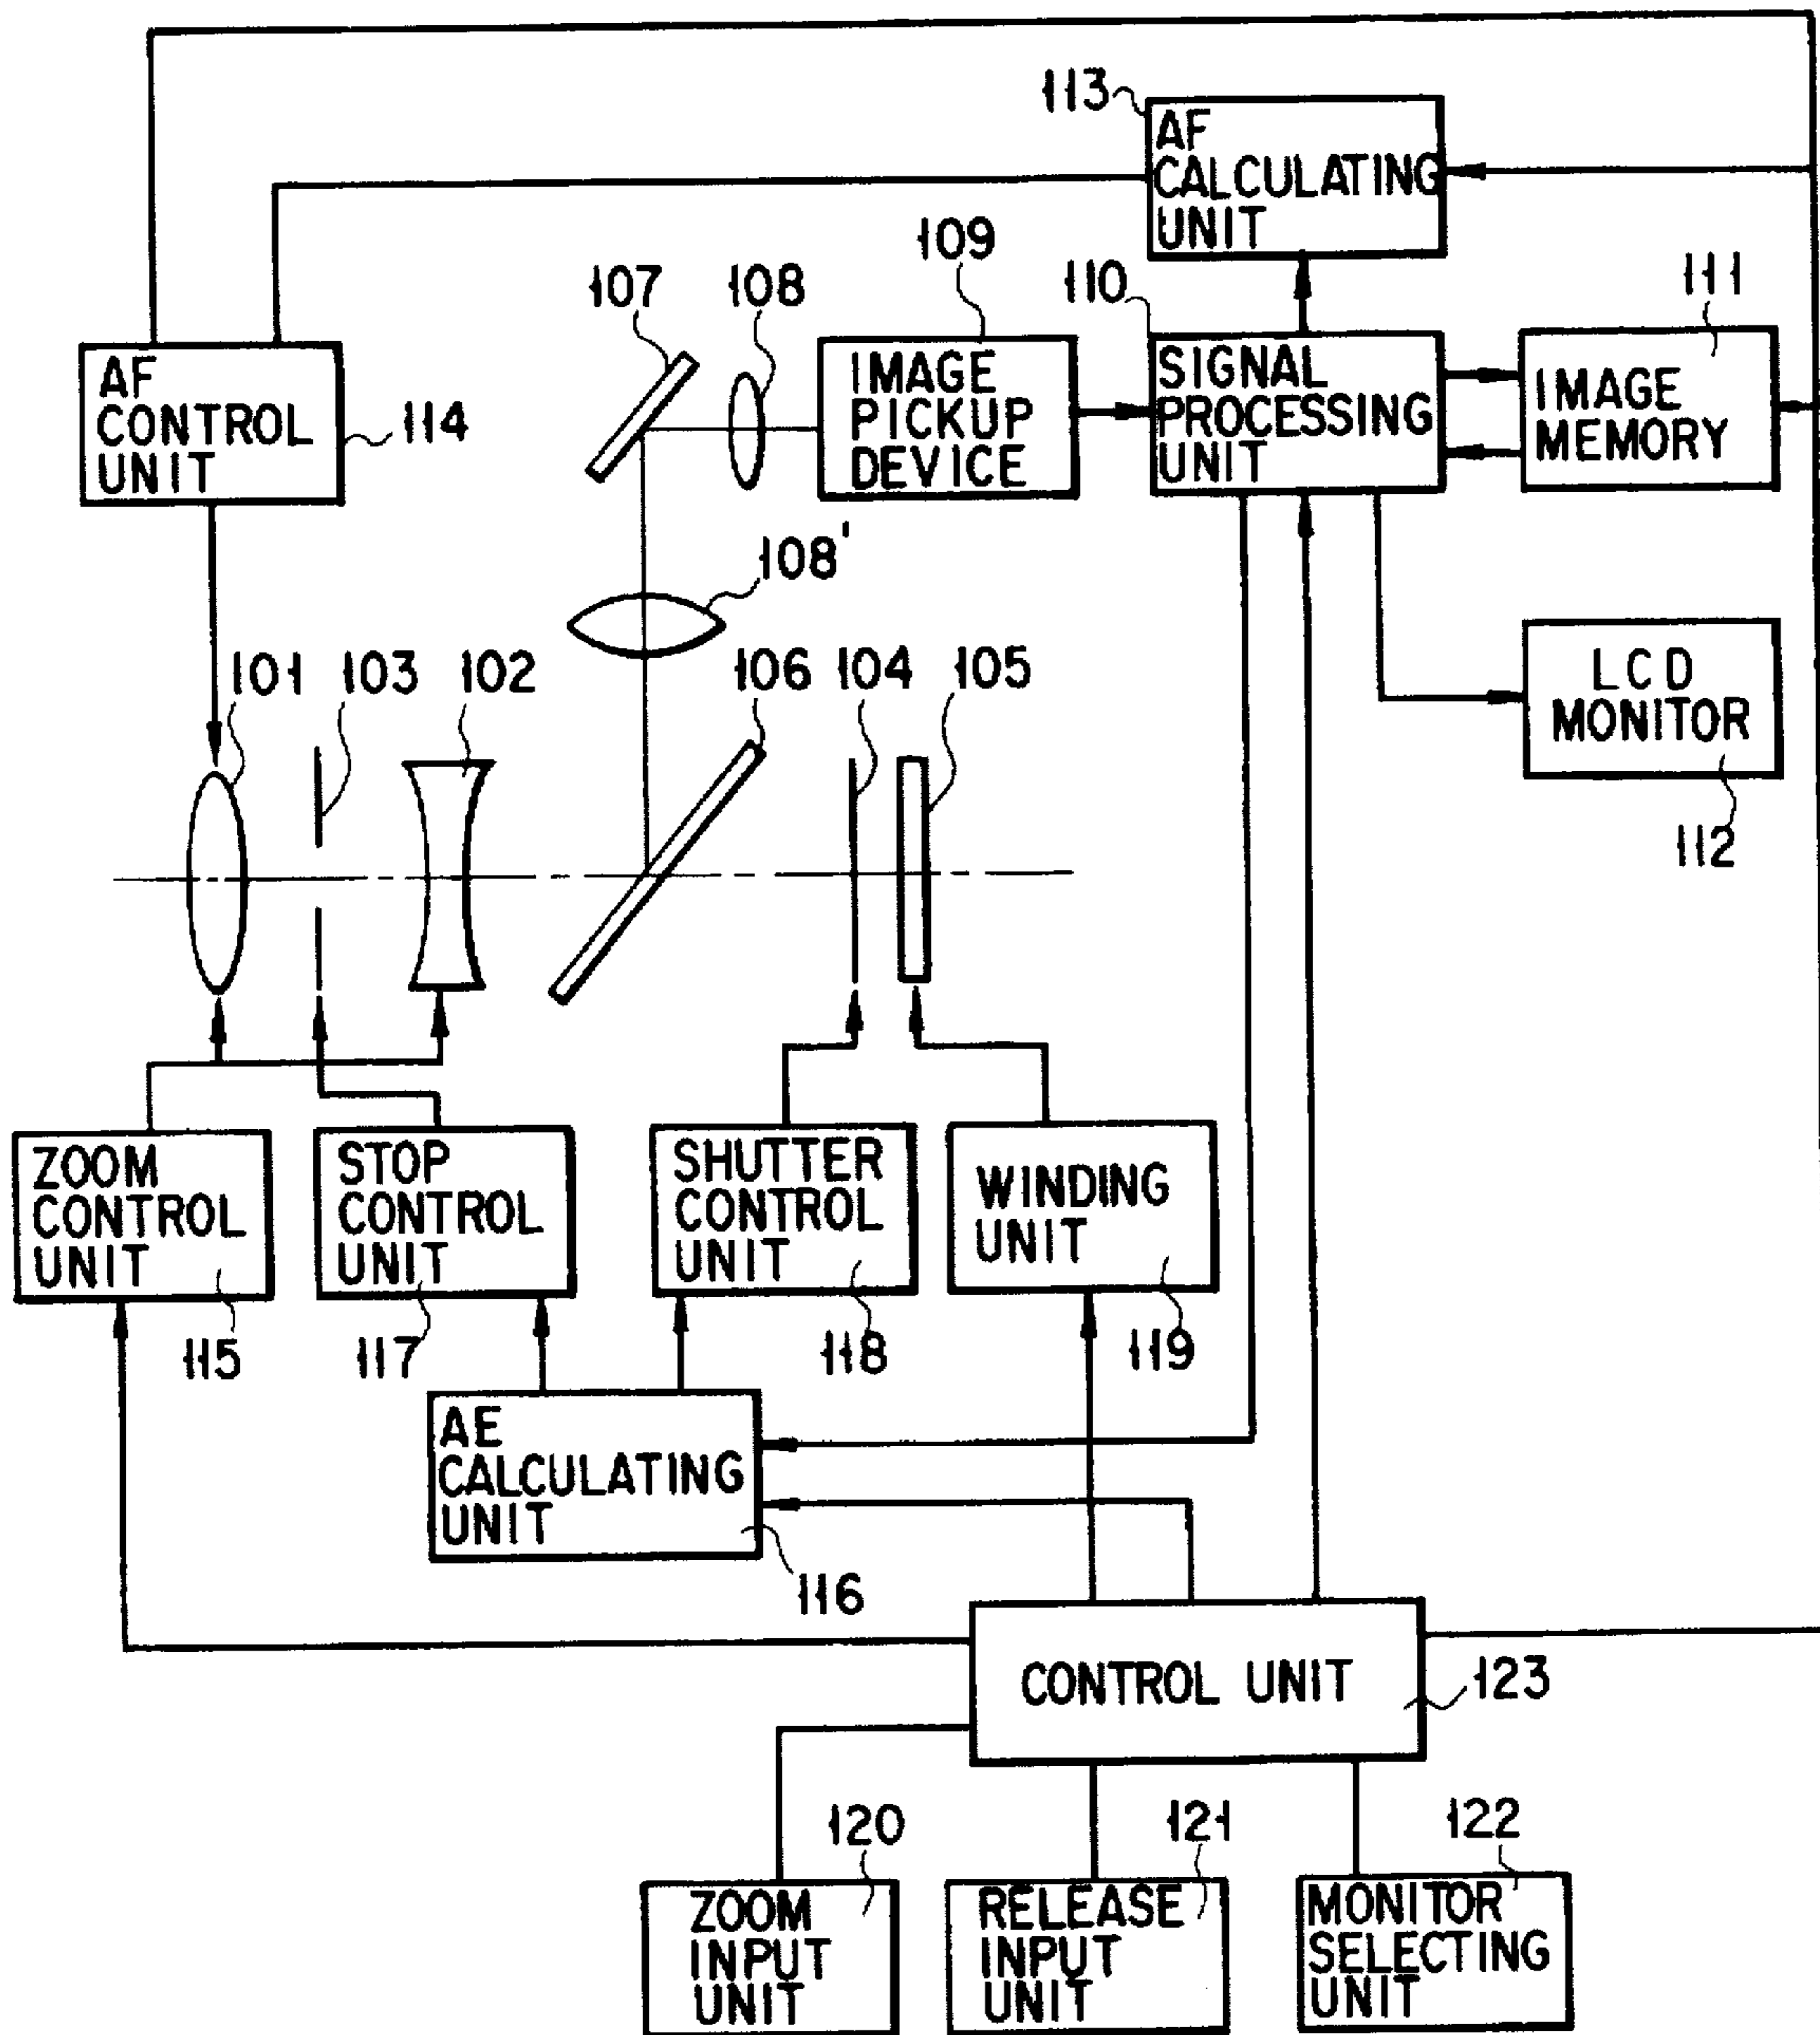 113
AF
CALCULATING
UNIT
109
107
108
110
111
AF
CONTROL
UNIT
114
IMAGE
PICKUP
DEVICE
SIGNAL
PROCESSING
UNIT
IMAGE
MEMORY
108'
101
103
102
106
104
105
LCD
MONITOR
112
ZOOM
CONTROL
UNIT
115
STOP
CONTROL
UNIT
117
SHUTTER
CONTROL
UNIT
118
WINDING
UNIT
119
AE
CALCULATING
UNIT
116
CONTROL UNIT
123
120
121
122
ZOOM
INPUT
UNIT
RELEASE
INPUT
UNIT
MONITOR
SELECTING
UNIT